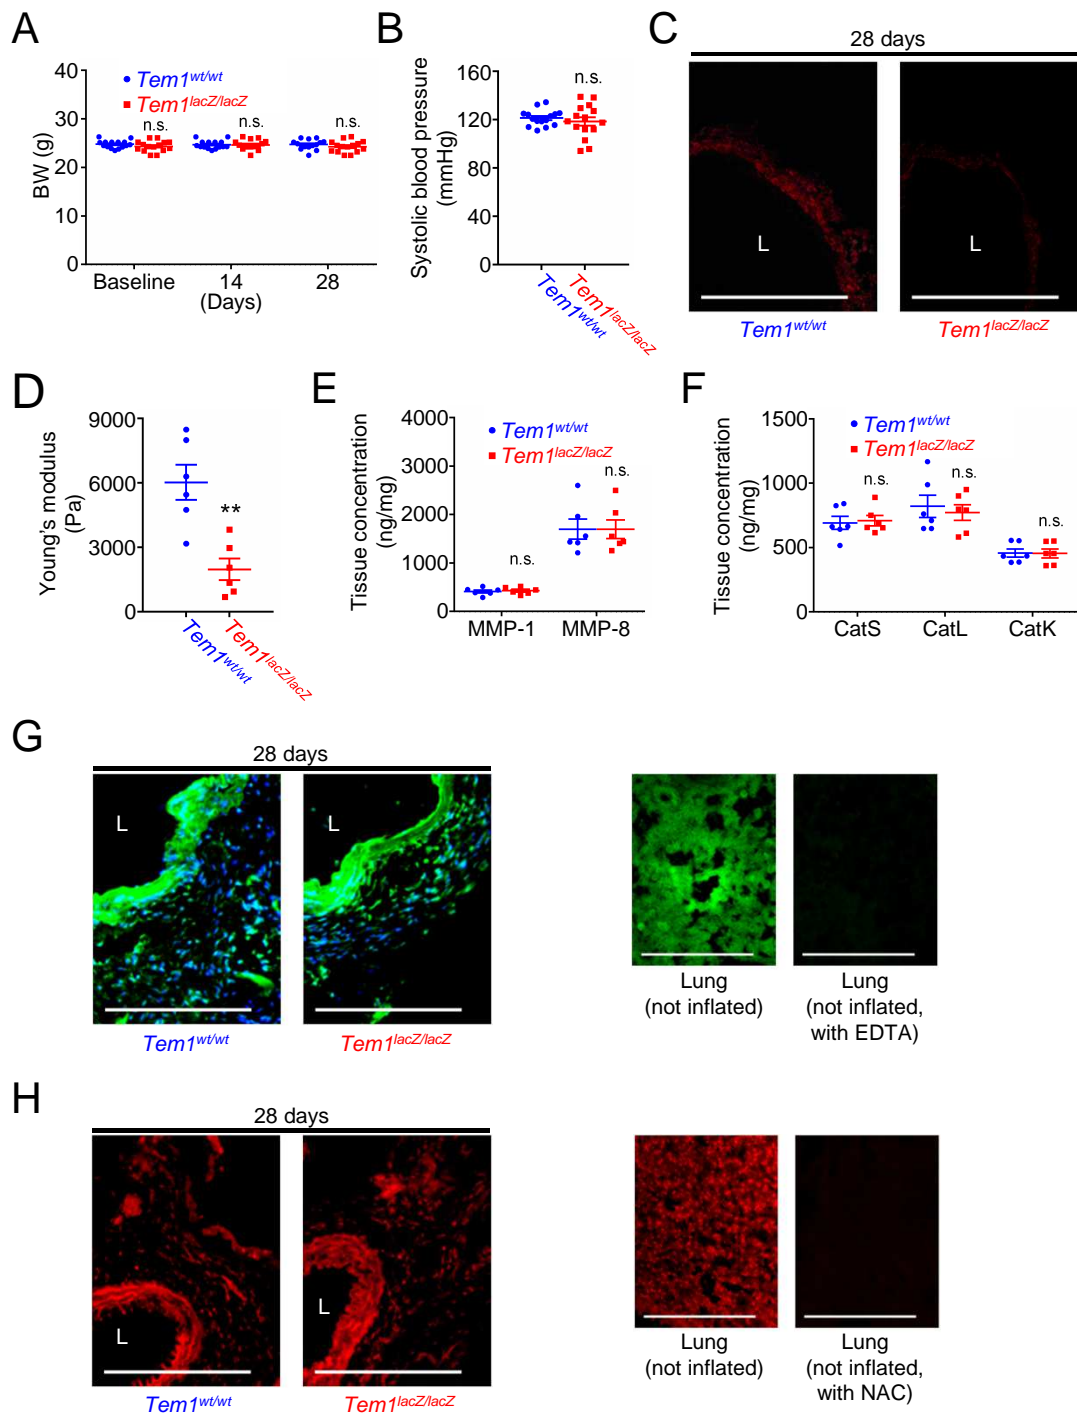 A
BW (g)
40
30
20
10
0
Tem1wt/wt
Tem1lacZ/lacZ
n.s.
n.s.
n.s.
Baseline
14
28
(Days)
B
Systolic blood pressure
(mmHg)
160
120
80
40
0
n.s.
Tem1wt/wt
Tem1lacZ/lacZ
C
28 days
L
L
Tem1wt/wt
Tem1lacZ/lacZ
D
Young's modulus
(Pa)
9000
6000
3000
0
**
Tem1wt/wt
Tem1lacZ/lacZ
E
Tissue concentration
(ng/mg)
4000
3000
2000
1000
0
Tem1wt/wt
Tem1lacZ/lacZ
n.s.
n.s.
MMP-1
MMP-8
F
Tissue concentration
(ng/mg)
1500
1000
500
0
Tem1wt/wt
Tem1lacZ/lacZ
n.s.
n.s.
n.s.
CatS
CatL
CatK
G
28 days
L
L
Tem1wt/wt
Tem1lacZ/lacZ
Lung
(not inflated)
Lung
(not inflated,
with EDTA)
H
28 days
L
L
Tem1wt/wt
Tem1lacZ/lacZ
Lung
(not inflated)
Lung
(not inflated,
with NAC)